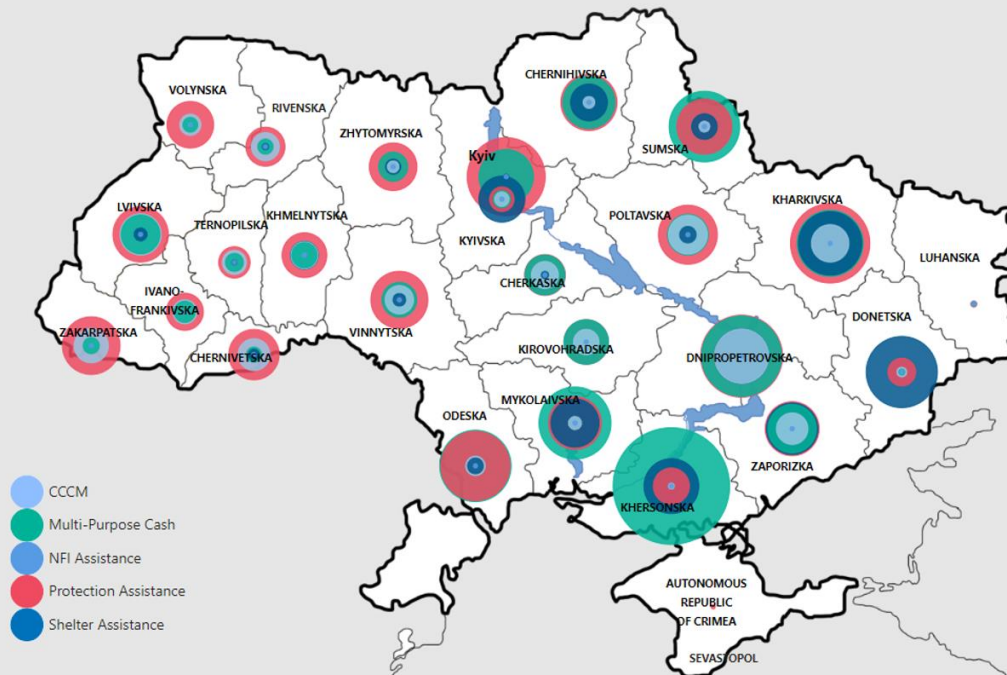 CHERNIHIVSKA
VOLYNSKA
RIVENSKA
ZHYTOMYRSKA
SUMSKA
Kyiv
KHARKIVSKA
LVIVSKA
TERNOPILSKA
KHMELNYTSKA
POLTAVSKA
KYIVSKA
LUHANSKA
CHERKASKA
IVANO-
FRANKIVSKA
DONETSKA
ZAKARPATSKA
CHERNIVETSKA
VINNYTSKA
KIROVOHRADSKA
DNIPROPETROVSKA
MYKOLAIVSKA
ODESKA
ZAPORIZKA
KHERSONSKA
CCCM
Multi-Purpose Cash
NFI Assistance
Protection Assistance
Shelter Assistance
AUTONOMOUS
REPUBLIC
OF CRIMEA
SEVASTOPOL